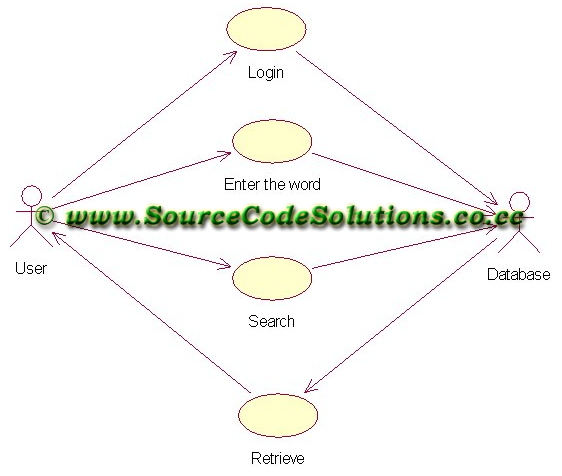 Login
Enter the word
© www.SourceCodeSolutions.co.cc
User
Database
Search
Retrieve